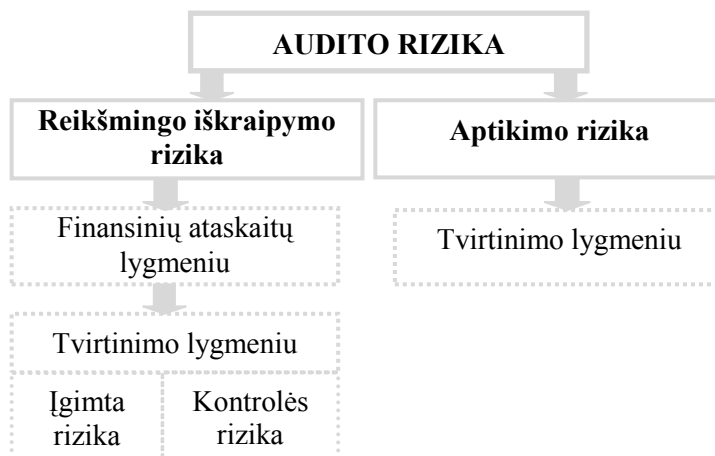 AUDITO RIZIKA
Reikšmingo iškraipymo
rizika
Aptikimo rizika
Finansinių ataskaitų
lygmeniu
Tvirtinimo lygmeniu
Tvirtinimo lygmeniu
Įgimta
rizika
Kontrolės
rizika